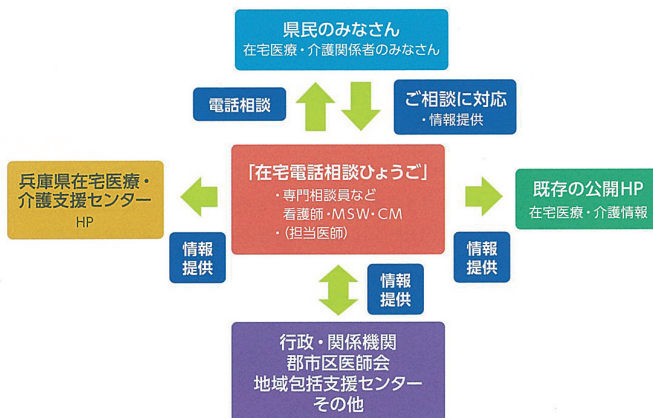 県民のみなさん
在宅医療・介護関係者のみなさん
電話相談
ご相談に対応
・情報提供
兵庫県在宅医療・
介護支援センター
HP
「在宅電話相談ひょうご」
・専門相談員など
看護師・MSW・CM
・(担当医師)
既存の公開HP
在宅医療・介護情報
情報
提供
情報
提供
情報
提供
行政・関係機関
郡市区医師会
地域包括支援センター
その他